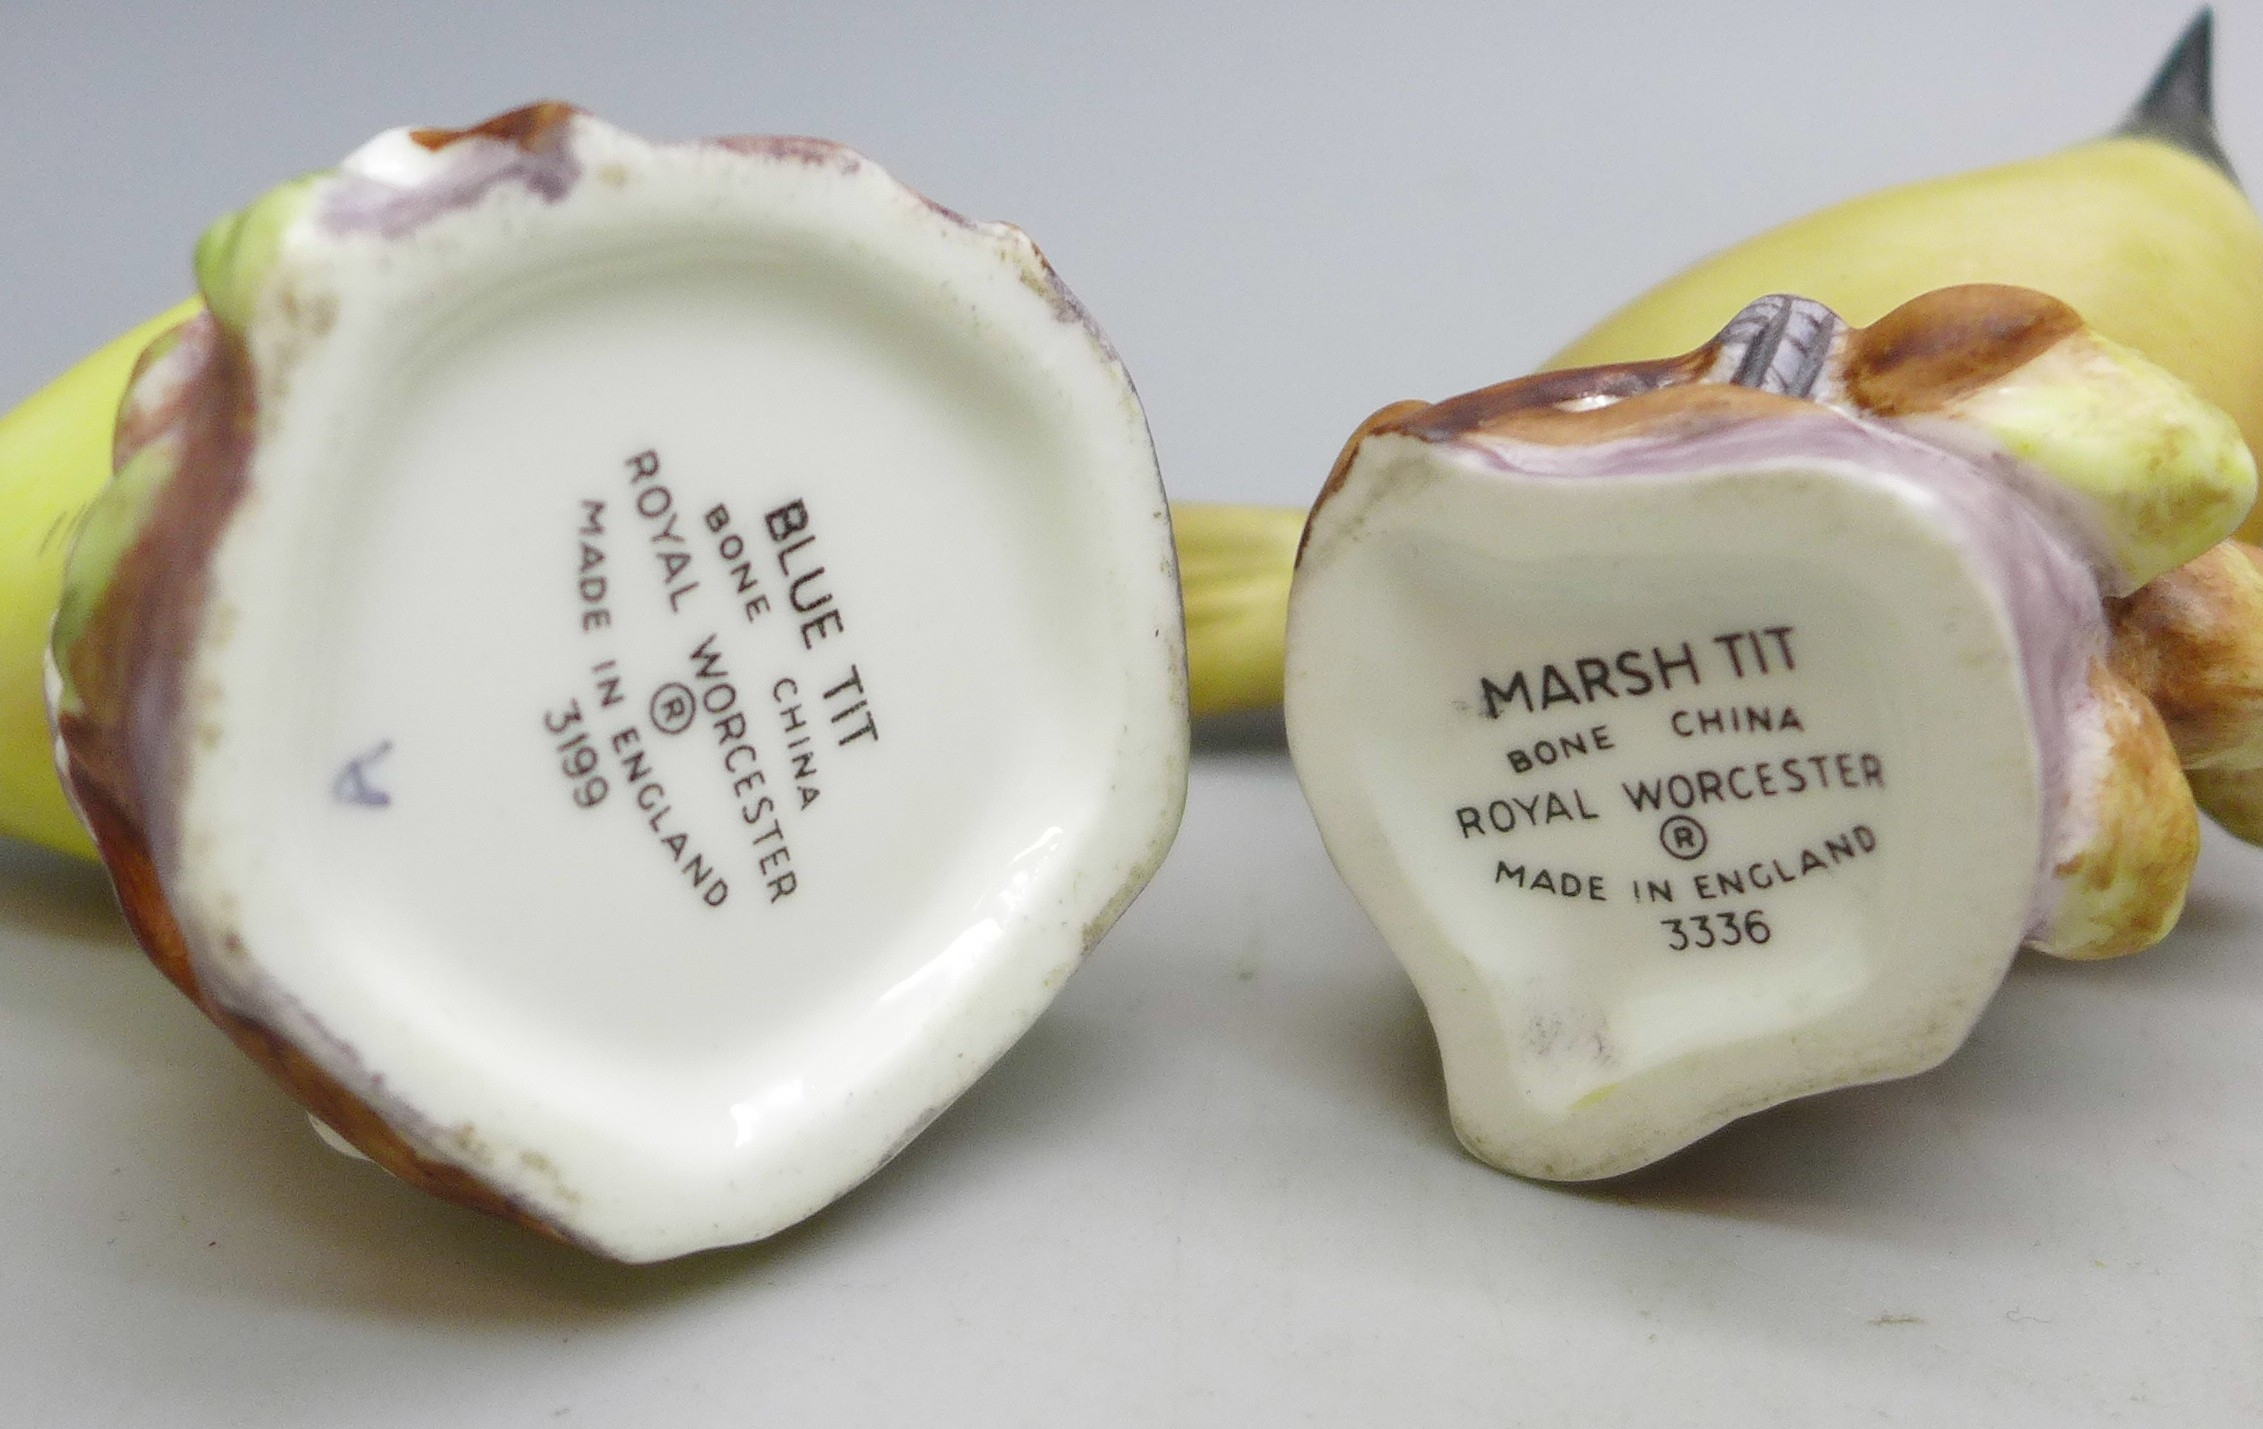 BLUE TIT
BONE CHINA
ROYAL WORCESTER
®
MADE IN ENGLAND
3199
A
MARSH TIT
BONE CHINA
ROYAL WORCESTER
®
MADE IN ENGLAND
3336